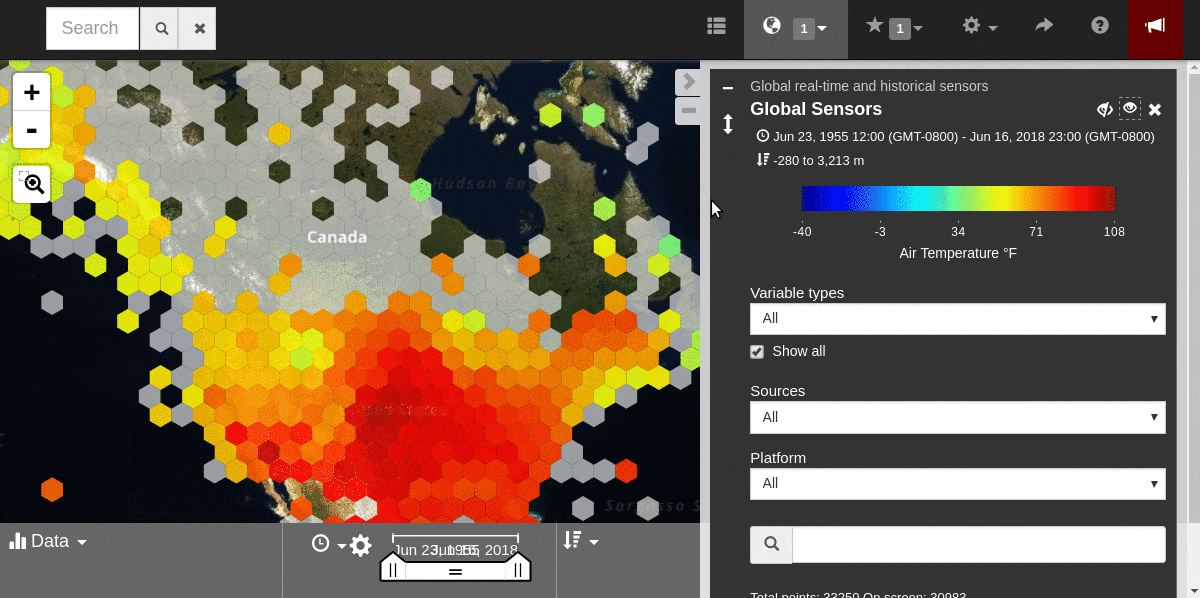 Search
1
1
Global real-time and historical sensors
Global Sensors
Jun 23, 1955 12:00 (GMT-0800) - Jun 16, 2018 23:00 (GMT-0800)
-280 to 3,213 m
-40 -3 34 71 108
Air Temperature °F
Variable types
All
Show all
Sources
All
Platform
All
Total points: 33250 On screen: 30983
+
-
Hudson Bay
Canada
United States
Sargasso S
Data
Jun 23, 1955
Jun 16, 2018